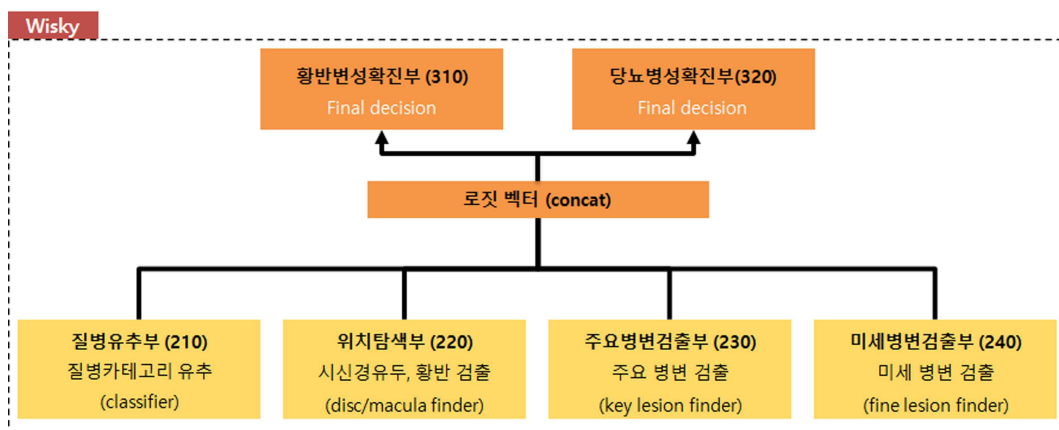 Wisky
황반변성확진부 (310)
Final decision
당뇨병성확진부(320)
Final decision
로짓 벡터 (concat)
질병유추부 (210)
질병카테고리 유추
(classifier)
위치탐색부 (220)
시신경유두, 황반 검출
(disc/macula finder)
주요병변검출부 (230)
주요 병변 검출
(key lesion finder)
미세병변검출부 (240)
미세 병변 검출
(fine lesion finder)